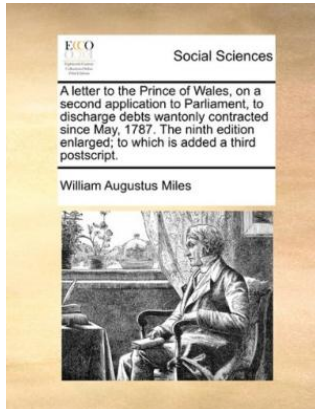 ECCO
Social Sciences
A letter to the Prince of Wales, on a
second application to Parliament, to
discharge debts wantonly contracted
since May, 1787. The ninth edition
enlarged; to which is added a third
postscript.
William Augustus Miles